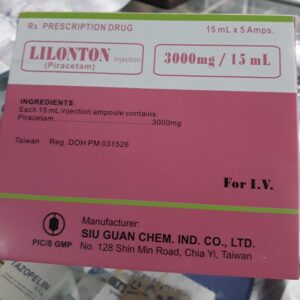 Rx PRESCRIPTION DRUG 15 mL x 5 Amps.
LILONTON Injection 3000mg / 15 mL
(Piracetam)
INGREDIENTS:
Each 15 mL injection ampoule contains:
Piracetam............................3000mg
Taiwan Reg. DOH PM 031526
For I.V.
Manufacturer:
SIU GUAN CHEM. IND. CO., LTD.
No. 128 Shin Min Road, Chia Yi, Taiwan
PIC/S GMP